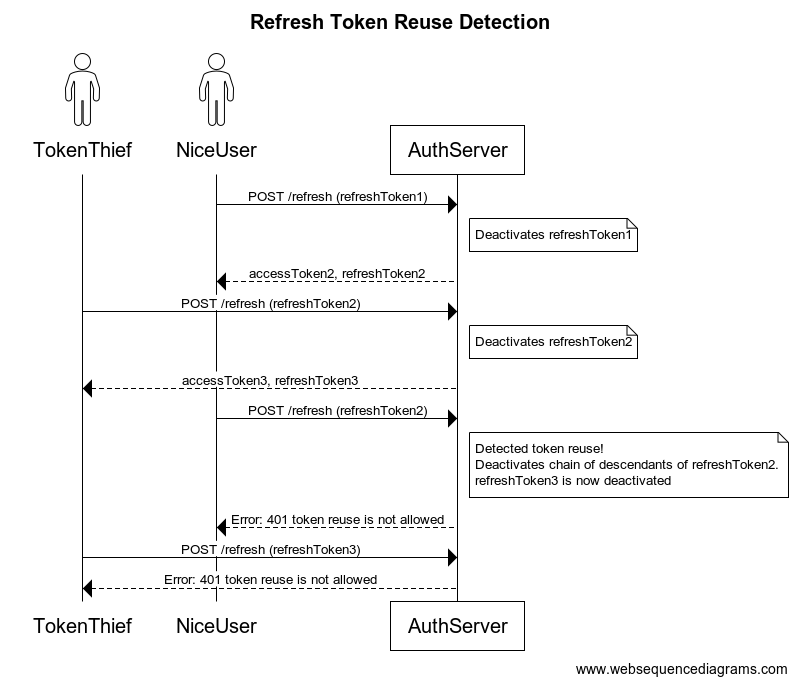 Refresh Token Reuse Detection
TokenThief
NiceUser
AuthServer
POST /refresh (refreshToken1)
Deactivates refreshToken1
accessToken2, refreshToken2
POST /refresh (refreshToken2)
Deactivates refreshToken2
accessToken3, refreshToken3
POST /refresh (refreshToken2)
Detected token reuse!
Deactivates chain of descendants of refreshToken2.
refreshToken3 is now deactivated
Error: 401 token reuse is not allowed
POST /refresh (refreshToken3)
Error: 401 token reuse is not allowed
TokenThief
NiceUser
AuthServer
www.websequencediagrams.com